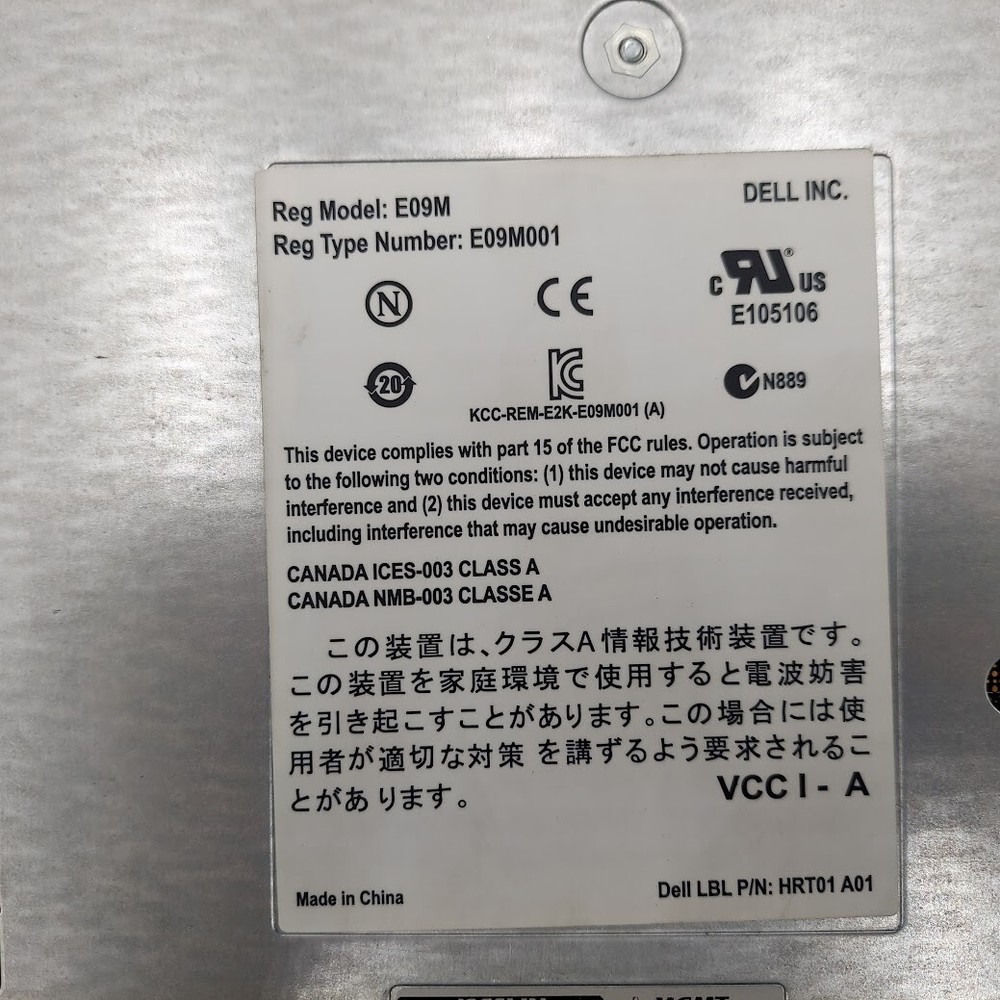 Reg Model: E09M
DELL INC.
Reg Type Number: E09M001
N
CE
c RU® US
E105106
20
KC
N889
KCC-REM-E2K-E09M001 (A)
This device complies with part 15 of the FCC rules. Operation is subject
to the following two conditions: (1) this device may not cause harmful
interference and (2) this device must accept any interference received,
including interference that may cause undesirable operation.
CANADA ICES-003 CLASS A
CANADA NMB-003 CLASSE A
この装置は、クラスA情報技術装置です。
この装置を家庭環境で使用すると電波妨害
を引き起こすことがあります。この場合には使
用者が適切な対策 を講ずるよう要求されるこ
とがあ ります。
VCCI- A
Made in China
Dell LBL P/N: HRT01 A01